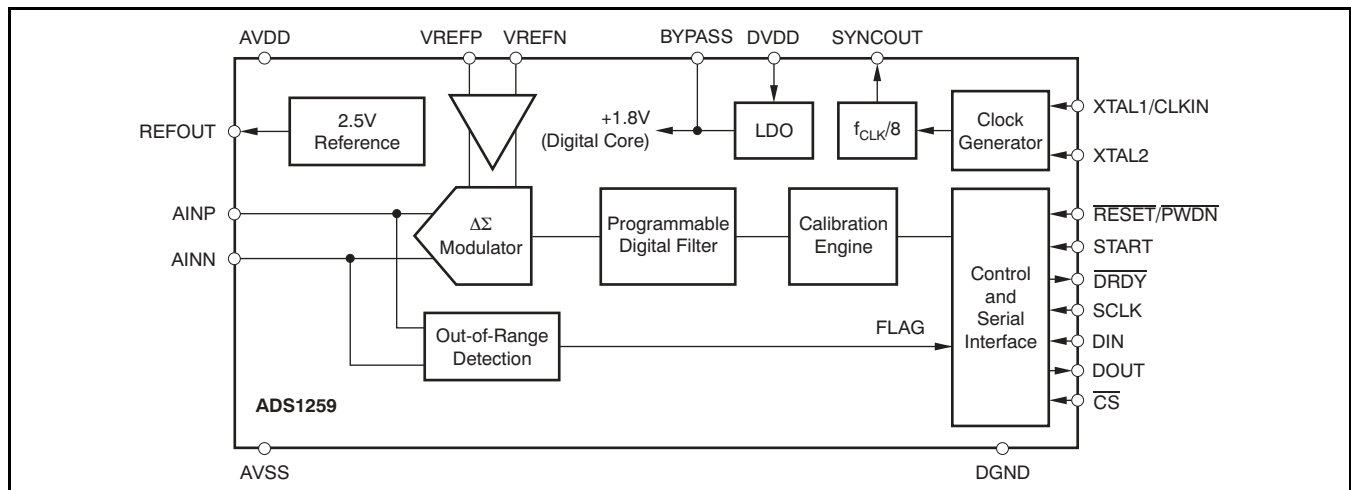 AVDD
VREFP
VREFN
BYPASS
DVDD
SYNCOUT
REFOUT
2.5V
Reference
+1.8V
(Digital Core)
LDO
fCLK/8
Clock
Generator
XTAL1/CLKIN
XTAL2
AINP
AINN
ΔΣ
Modulator
Programmable
Digital Filter
Calibration
Engine
Control
and
Serial
Interface
RESET/PWDN
START
DRDY
SCLK
DIN
DOUT
CS
Out-of-Range
Detection
FLAG
ADS1259
AVSS
DGND